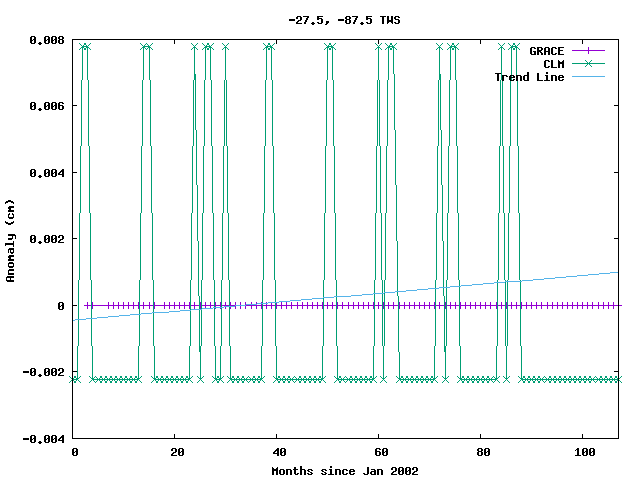 -27.5, -87.5 TWS
0.008
0.006
0.004
0.002
0
-0.002
-0.004
Anomaly (cm)
GRACE
CLM
Trend Line
0 20 40 60 80 100
Months since Jan 2002